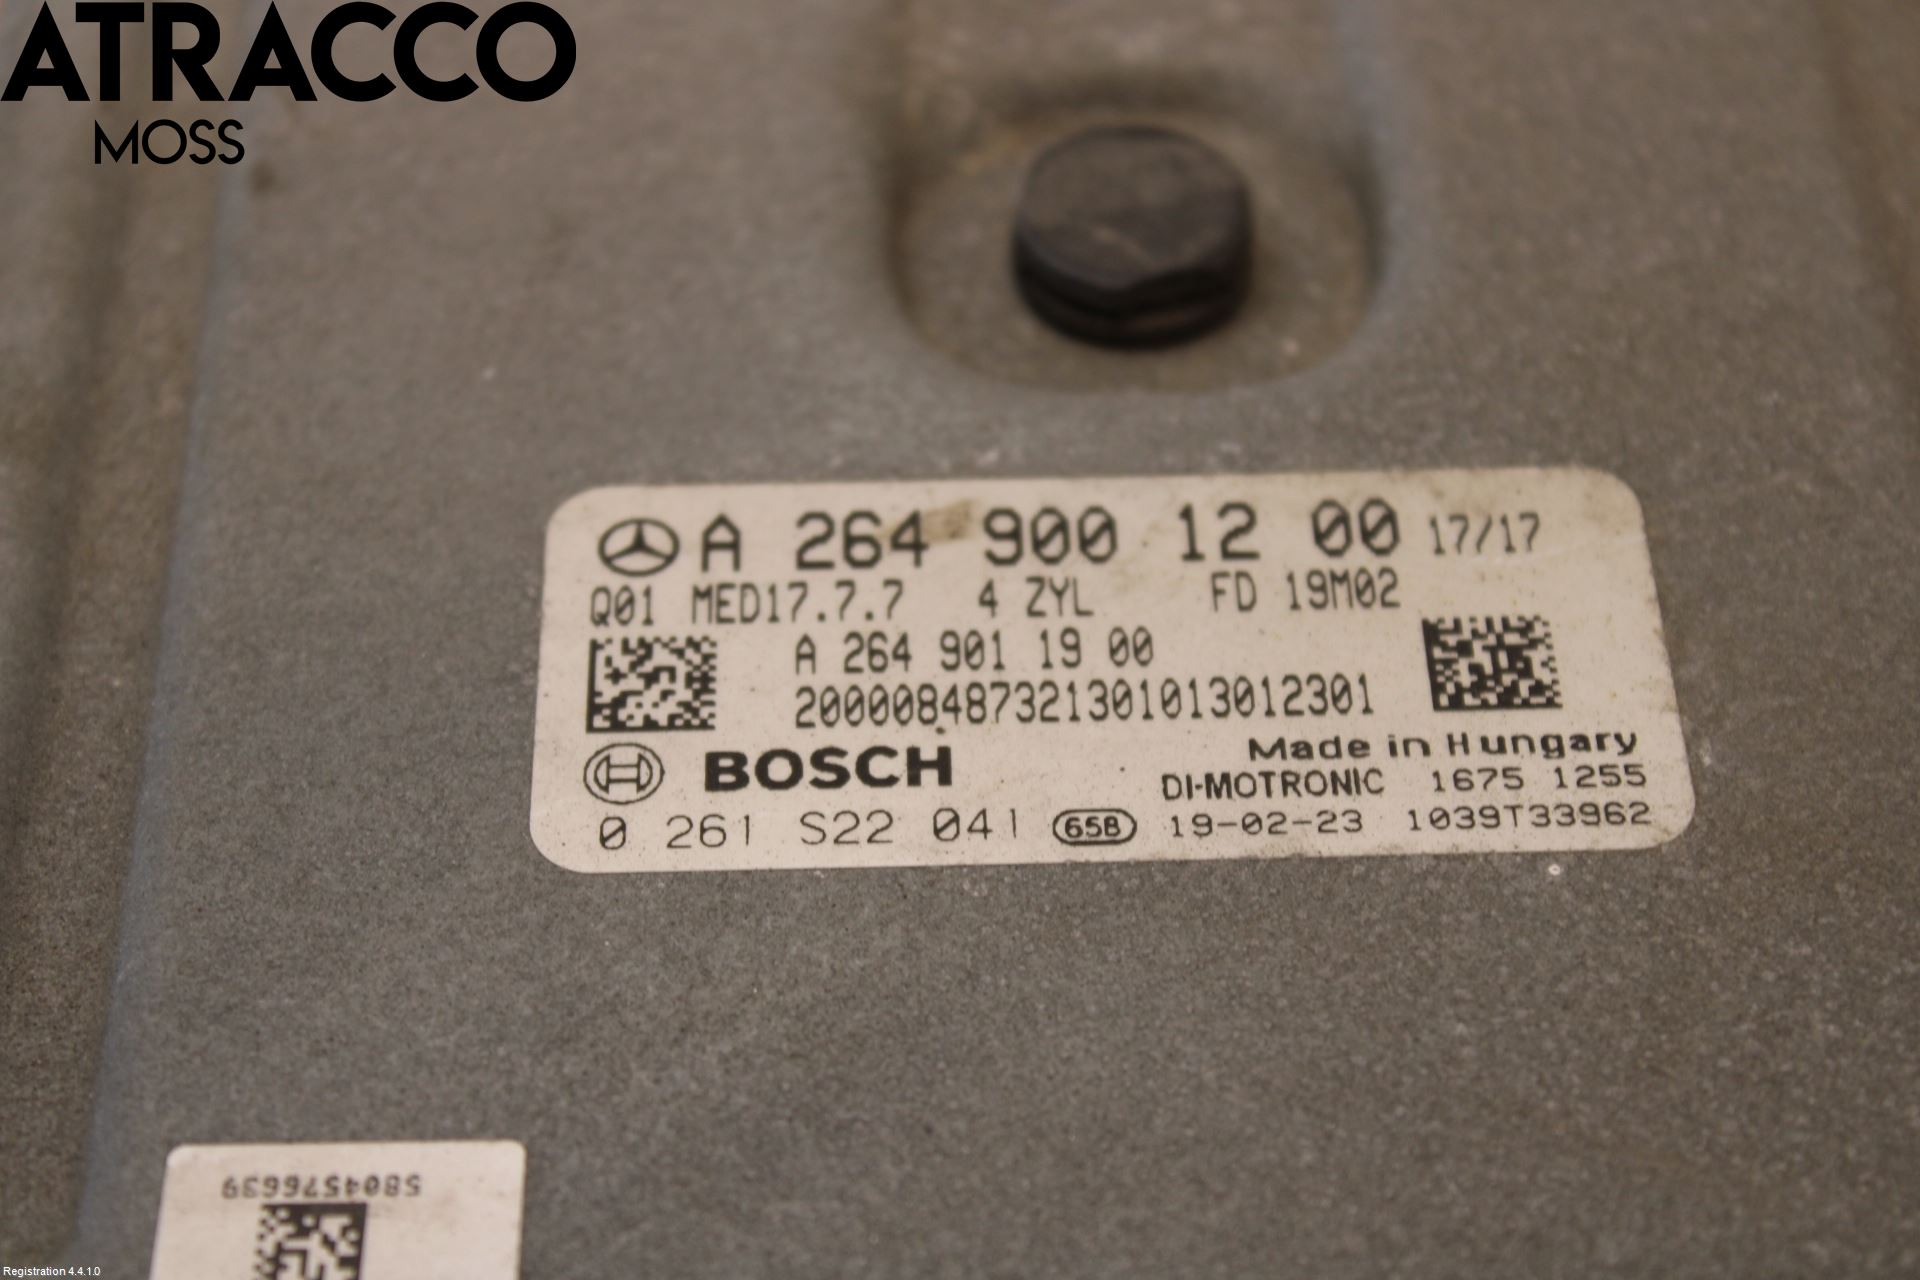 ATRACCO
MOSS
A 264 900 12 00 17/17
Q01 MED17.7.7 4 ZYL FD 19M02
A 264 901 19 00
200008487321301013012301
BOSCH
Made in Hungary
DI-MOTRONIC 1675 1255
0 261 S22 041 65B 19-02-23 1039T33962
5804576639
Registration 4.4.1.0